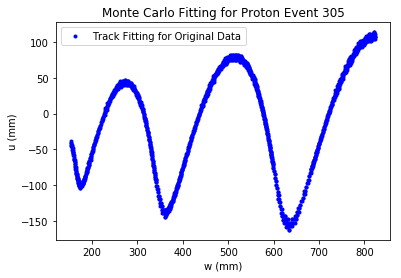 Monte Carlo Fitting for Proton Event 305
Track Fitting for Original Data
100
50
0
−50
−100
−150
u (mm)
200 300 400 500 600 700 800
w (mm)